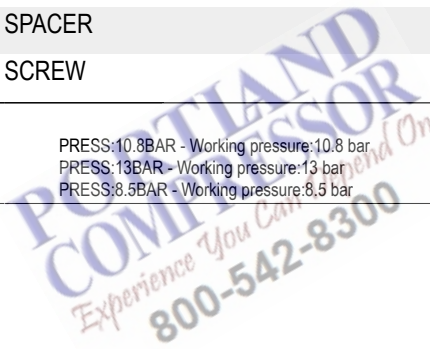 SPACER
SCREW
PRESS:10.8BAR - Working pressure:10.8 bar
PRESS:13BAR - Working pressure:13 bar
PRESS:8.5BAR - Working pressure:8.5 bar
PORTLAND
COMPRESSOR
Experience You Can Depend On
800-542-8300